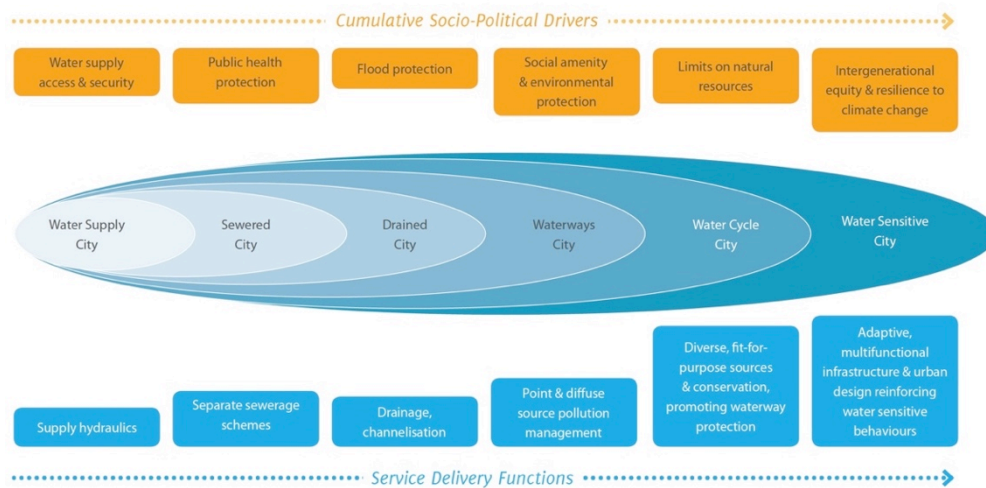 Cumulative Socio-Political Drivers
Water supply
access & security
Public health
protection
Flood protection
Social amenity
& environmental
protection
Limits on natural
resources
Intergenerational
equity & resilience to
climate change
Water Supply
City
Sewered
City
Drained
City
Waterways
City
Water Cycle
City
Water Sensitive
City
Supply hydraulics
Separate sewerage
schemes
Drainage,
channelisation
Point & diffuse
source pollution
management
Diverse, fit-for-
purpose sources
& conservation,
promoting waterway
protection
Adaptive,
multifunctional
infrastructure & urban
design reinforcing
water sensitive
behaviours
Service Delivery Functions